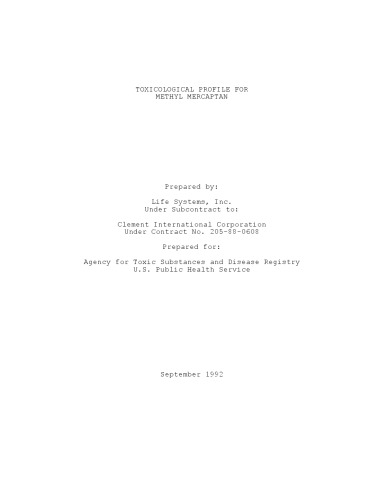 TOXICOLOGICAL PROFILE FOR
METHYL MERCAPTAN
Prepared by:
Life Systems, Inc.
Under Subcontract to:
Clement International Corporation
Under Contract No. 205-88-0608
Prepared for:
Agency for Toxic Substances and Disease Registry
U.S. Public Health Service
September 1992